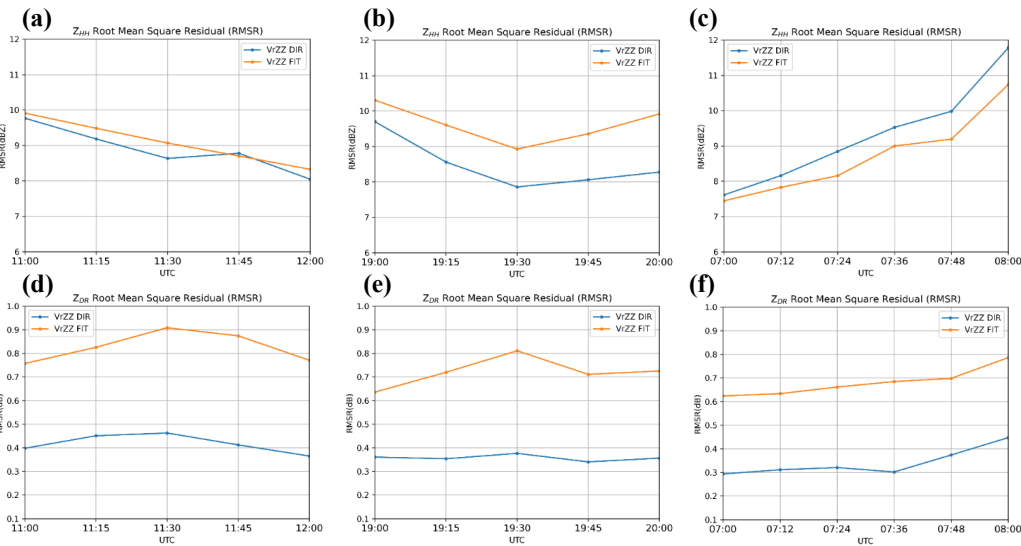 (a)
Z_HH Root Mean Square Residual (RMSR)
VrZZ DIR
VrZZ FIT
RMSR(dBZ)
12
11
10
9
8
7
6
11:00 11:15 11:30 11:45 12:00
UTC
(b)
Z_HH Root Mean Square Residual (RMSR)
VrZZ DIR
VrZZ FIT
RMSR(dBZ)
12
11
10
9
8
7
6
19:00 19:15 19:30 19:45 20:00
UTC
(c)
Z_HH Root Mean Square Residual (RMSR)
VrZZ DIR
VrZZ FIT
RMSR(dBZ)
12
11
10
9
8
7
6
07:00 07:12 07:24 07:36 07:48 08:00
UTC
(d)
Z_DR Root Mean Square Residual (RMSR)
VrZZ DIR
VrZZ FIT
RMSR(dB)
1.0
0.9
0.8
0.7
0.6
0.5
0.4
0.3
0.2
0.1
11:00 11:15 11:30 11:45 12:00
UTC
(e)
Z_DR Root Mean Square Residual (RMSR)
VrZZ DIR
VrZZ FIT
RMSR(dB)
1.0
0.9
0.8
0.7
0.6
0.5
0.4
0.3
0.2
0.1
19:00 19:15 19:30 19:45 20:00
UTC
(f)
Z_DR Root Mean Square Residual (RMSR)
VrZZ DIR
VrZZ FIT
RMSR(dB)
1.0
0.9
0.8
0.7
0.6
0.5
0.4
0.3
0.2
0.1
07:00 07:12 07:24 07:36 07:48 08:00
UTC